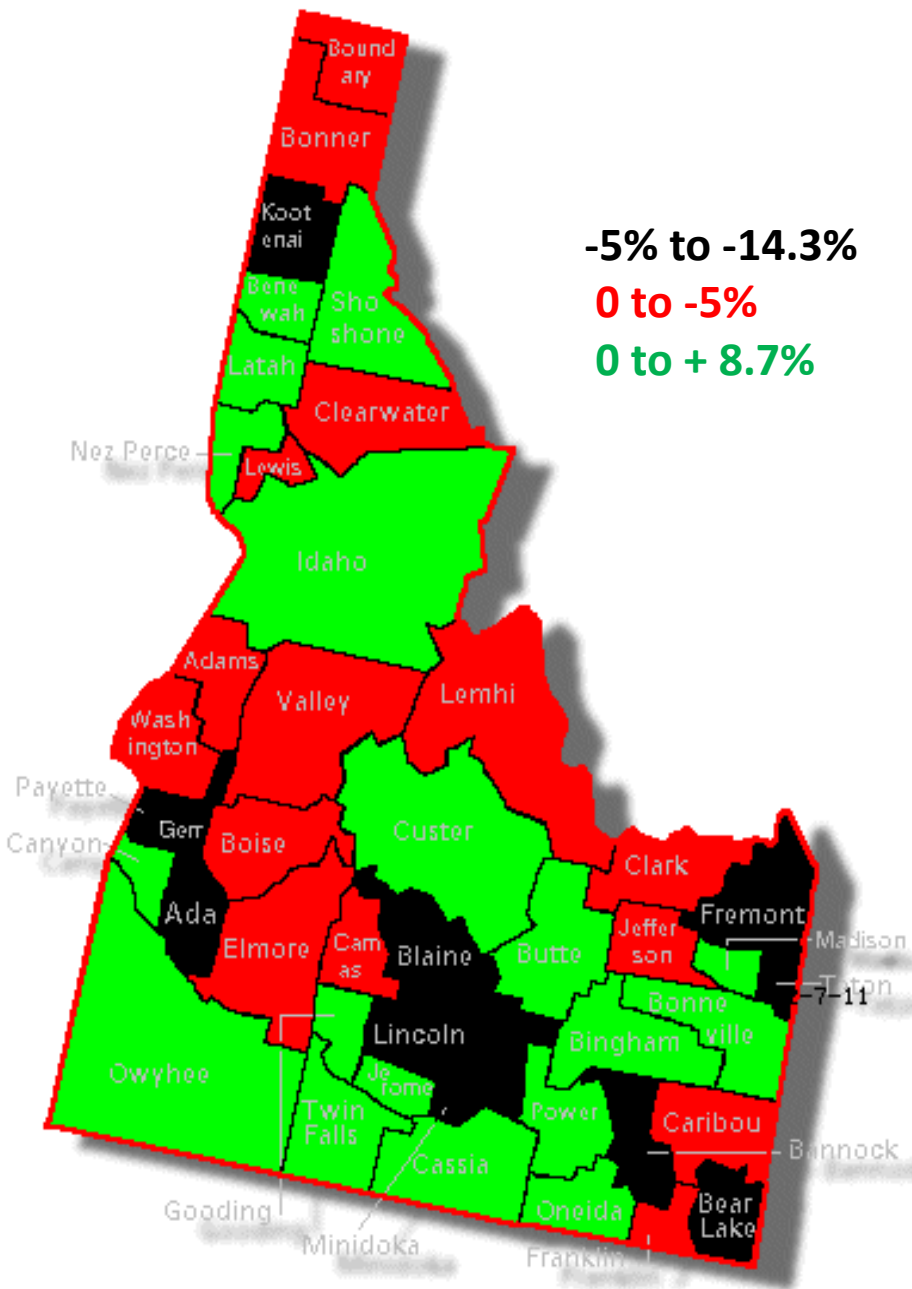 Bound
ary
Bonner
Koot
enai
-5% to -14.3%
0 to -5%
0 to + 8.7%
Bene
wah
Sho
shone
Latah
Clearwater
Nez Perce
Lewis
Idaho
Adams
Valley
Lemhi
Wash
ington
Payette
Gem
Canyon
Boise
Custer
Clark
Ada
Fremont
Elmore
Cam
as
Blaine
Butte
Jeffer
son
Madison
Teton
-7-11
Bonne
ville
Lincoln
Bingham
Owyhee
Je
rome
Twin
Falls
Power
Caribou
Bannock
Cassia
Oneida
Bear
Lake
Gooding
Minidoka
Franklin